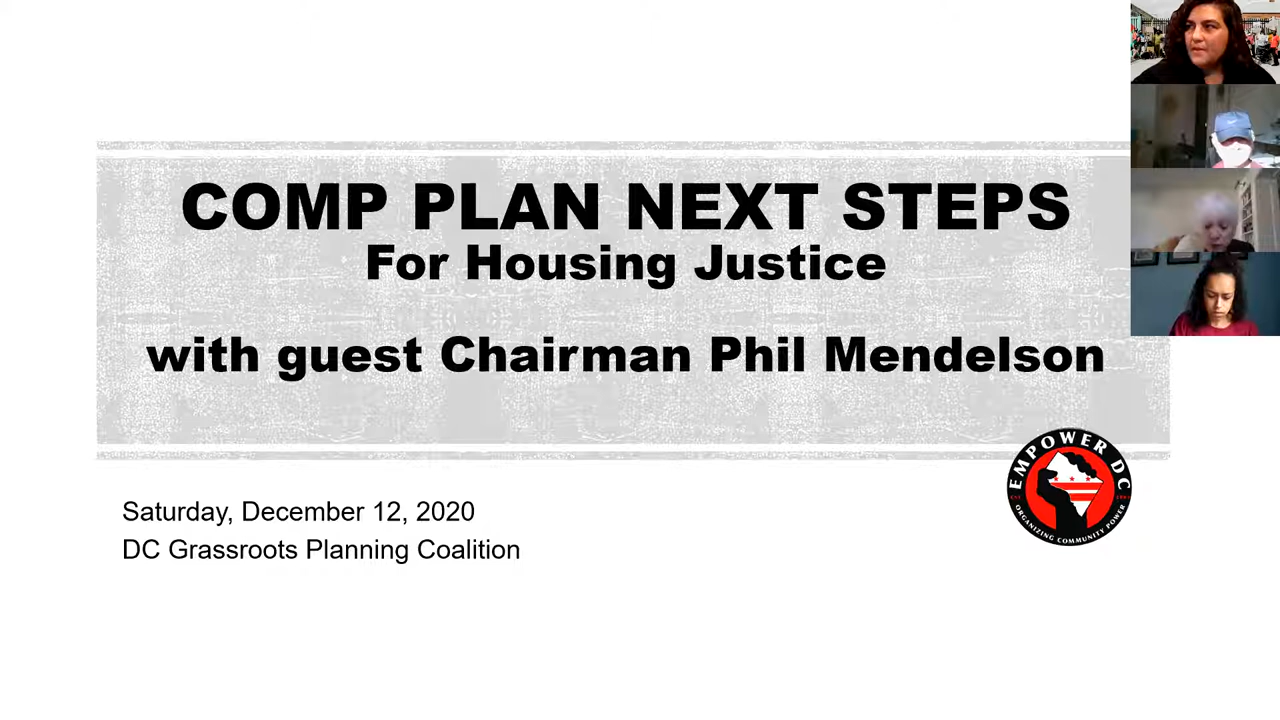 COMP PLAN NEXT STEPS
For Housing Justice
with guest Chairman Phil Mendelson
Saturday, December 12, 2020
DC Grassroots Planning Coalition
EMPOWER DC
ORGANIZING COMMUNITY POWER